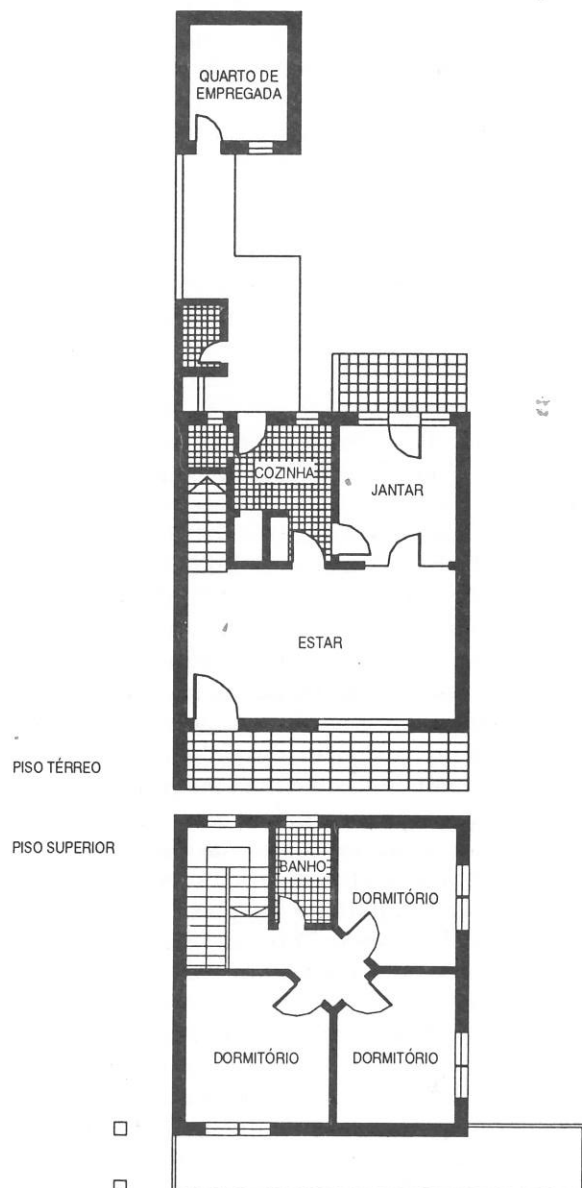 QUARTO DE
EMPREGADA
COZINHA
JANTAR
ESTAR
PISO TÉRREO
PISO SUPERIOR
BANHO
DORMITÓRIO
DORMITÓRIO
DORMITÓRIO